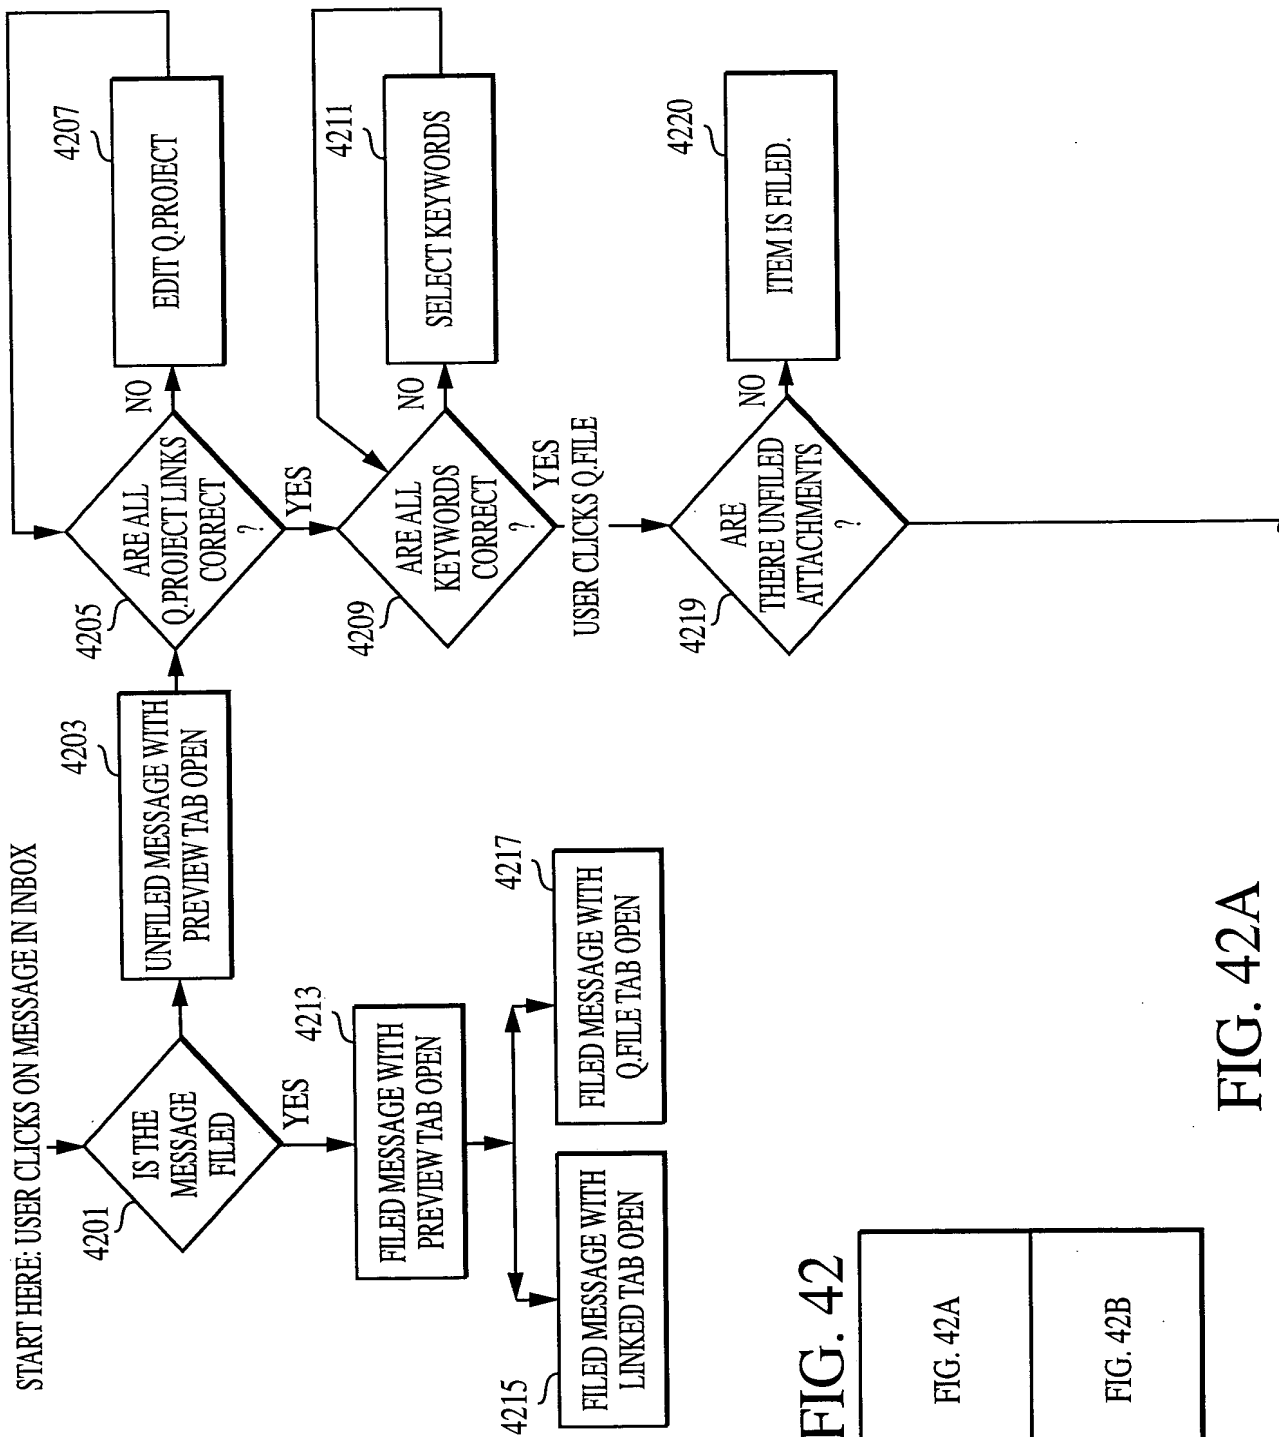 START HERE: USER CLICKS ON MESSAGE IN INBOX
4201
IS THE
MESSAGE
FILED
YES
4203
UNFILED MESSAGE WITH
PREVIEW TAB OPEN
4205
ARE ALL
Q.PROJECT LINKS
CORRECT
?
NO
4207
EDIT Q.PROJECT
YES
4209
ARE ALL
KEYWORDS
CORRECT
?
NO
4211
SELECT KEYWORDS
YES
USER CLICKS Q.FILE
4213
FILED MESSAGE WITH
PREVIEW TAB OPEN
4215
FILED MESSAGE WITH
LINKED TAB OPEN
4217
FILED MESSAGE WITH
Q.FILE TAB OPEN
4219
ARE
THERE UNFILED
ATTACHMENTS
?
NO
4220
ITEM IS FILED.
FIG. 42
FIG. 42A
FIG. 42B
FIG. 42A